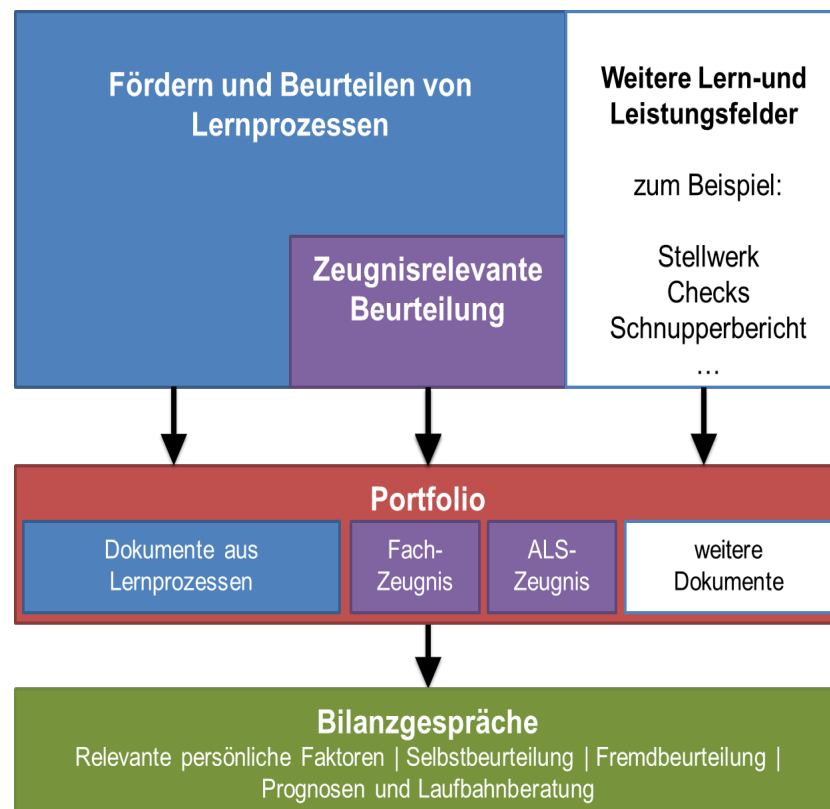 Fördern und Beurteilen von
Lernprozessen
Weitere Lern-und
Leistungsfelder
zum Beispiel:
Stellwerk
Checks
Schnupperbericht
…
Zeugnisrelevante
Beurteilung
Portfolio
Dokumente aus
Lernprozessen
Fach-
Zeugnis
ALS-
Zeugnis
weitere
Dokumente
Bilanzgespräche
Relevante persönliche Faktoren | Selbstbeurteilung | Fremdbeurteilung |
Prognosen und Laufbahnberatung